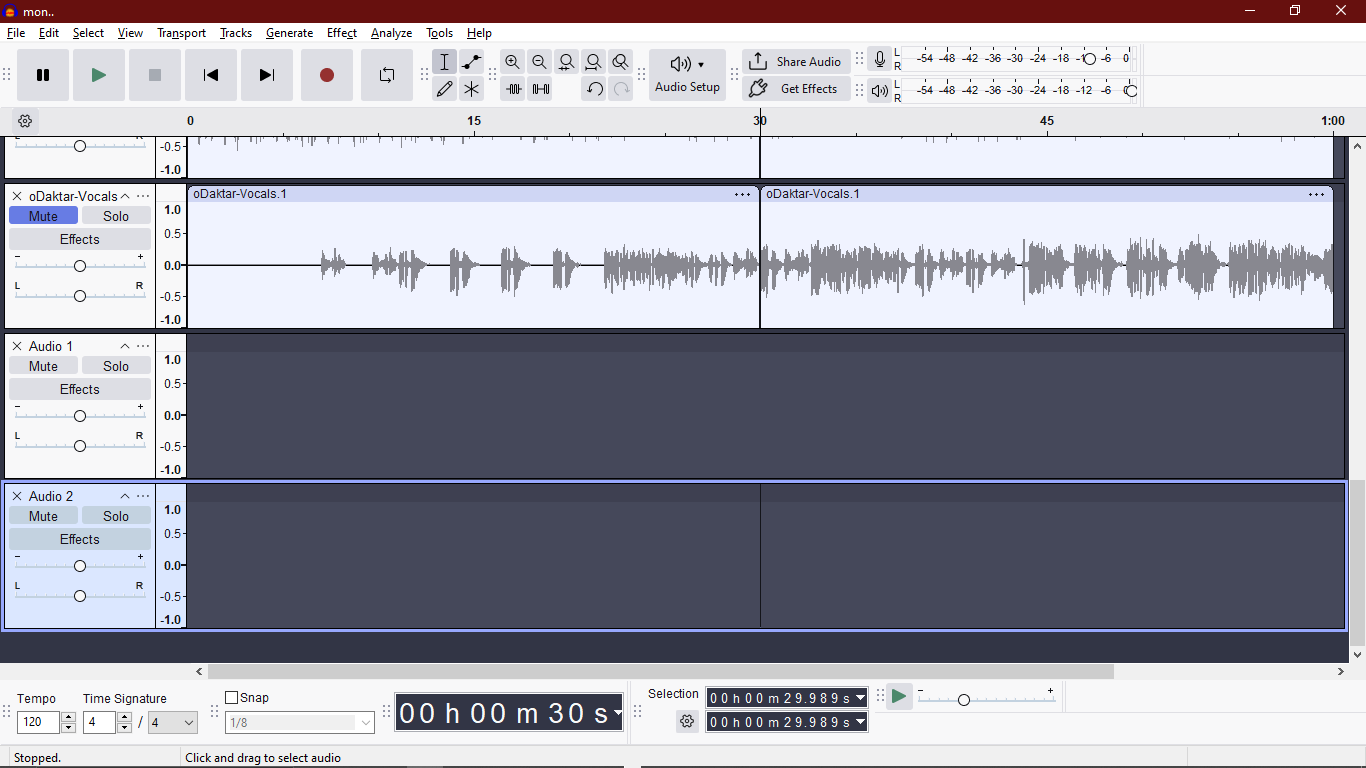 mon..
File Edit Select View Transport Tracks Generate Effect Analyze Tools Help
Audio Setup
Share Audio
Get Effects
L
R
-54 -48 -42 -36 -30 -24 -18 -12 -6 0
L
R
-54 -48 -42 -36 -30 -24 -18 -12 -6 0
0 15 30 45 1:00
-0.5
-1.0
oDaktar-Vocals
Mute Solo
Effects
- +
L R
1.0
0.5
0.0
-0.5
-1.0
oDaktar-Vocals.1
oDaktar-Vocals.1
Audio 1
Mute Solo
Effects
- +
L R
1.0
0.5
0.0
-0.5
-1.0
Audio 2
Mute Solo
Effects
- +
L R
1.0
0.5
0.0
-0.5
-1.0
Tempo
120
Time Signature
4 / 4
Snap
1/8
00 h 00 m 30 s
Selection
00 h 00 m 29.989 s
00 h 00 m 29.989 s
- +
Stopped.
Click and drag to select audio